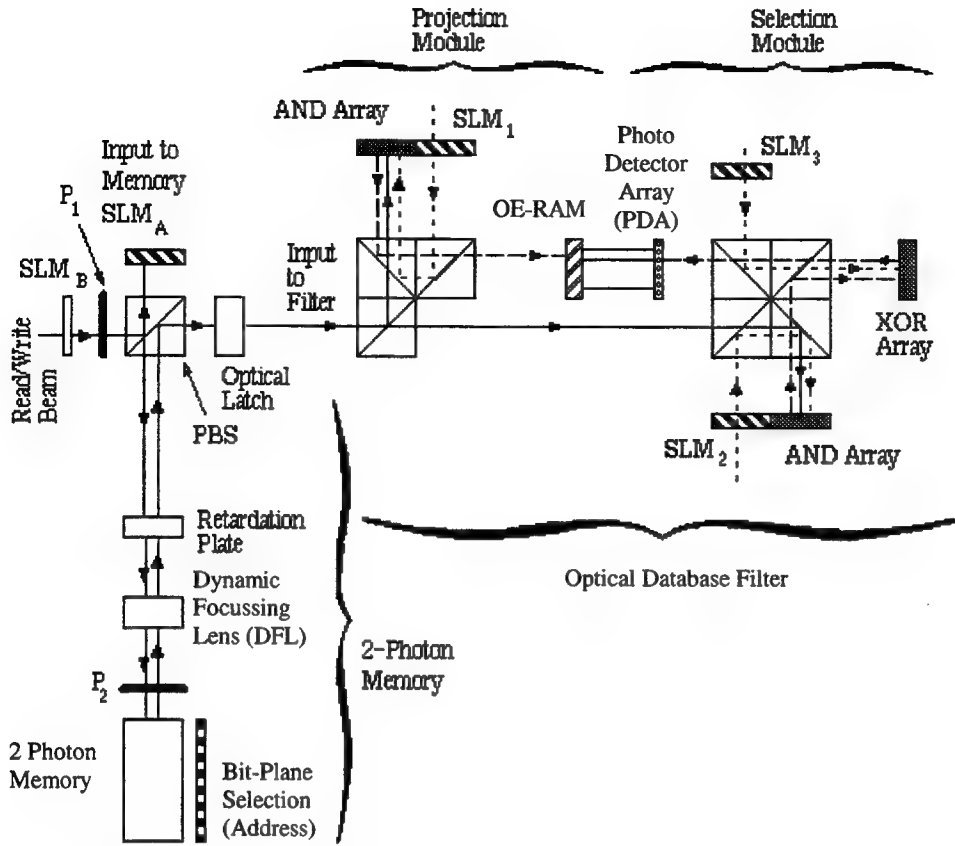 Projection
Module
Selection
Module
AND Array
SLM1
Photo
Detector
Array
(PDA)
SLM3
Input to
Memory
SLMA
P1
OE-RAM
SLMB
Input
to
Filter
XOR
Array
Read/Write
Beam
Optical
Latch
PBS
SLM2
AND Array
Retardation
Plate
Optical Database Filter
Dynamic
Focussing
Lens (DFL)
2-Photon
Memory
P2
2 Photon
Memory
Bit-Plane
Selection
(Address)